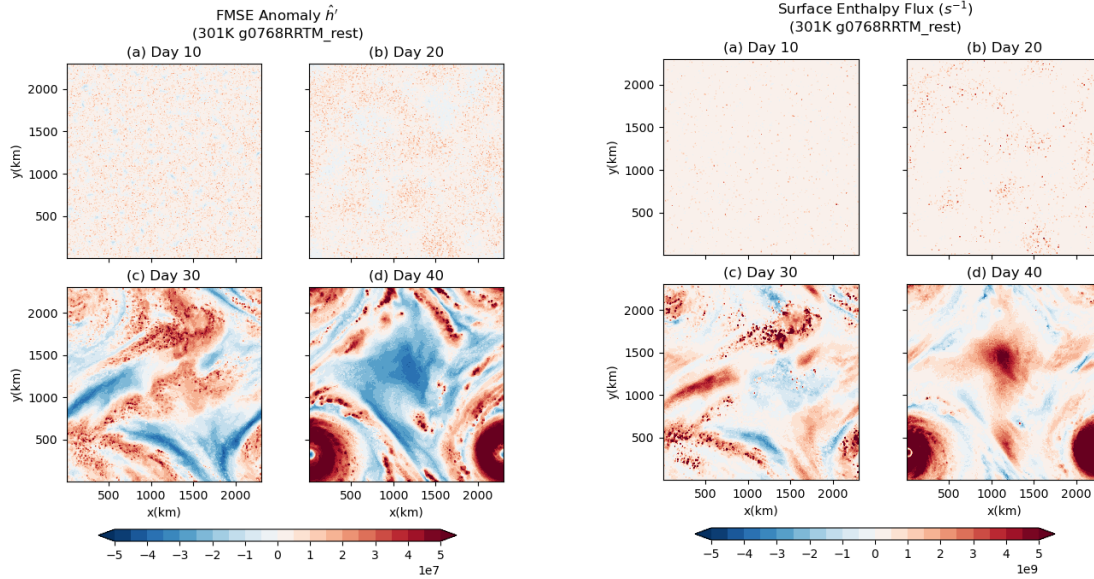 FMSE Anomaly ĥ′
(301K g0768RRTM_rest)
(a) Day 10
(b) Day 20
2000
1500
1000
500
y(km)
(c) Day 30
(d) Day 40
2000
1500
1000
500
y(km)
500 1000 1500 2000
500 1000 1500 2000
x(km)
x(km)
−5 −4 −3 −2 −1 0 1 2 3 4 5
1e7
Surface Enthalpy Flux (s⁻¹)
(301K g0768RRTM_rest)
(a) Day 10
(b) Day 20
2000
1500
1000
500
y(km)
(c) Day 30
(d) Day 40
2000
1500
1000
500
y(km)
500 1000 1500 2000
500 1000 1500 2000
x(km)
x(km)
−5 −4 −3 −2 −1 0 1 2 3 4 5
1e9